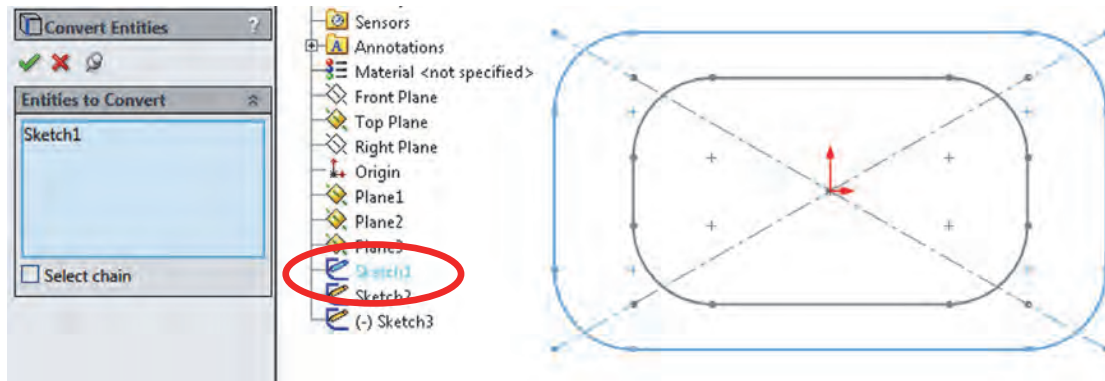 Convert Entities ?
Entities to Convert
Sketch1
Select chain
Sensors
A Annotations
Material <not specified>
Front Plane
Top Plane
Right Plane
Origin
Plane1
Plane2
Plane3
Sketch1
Sketch2
(-) Sketch3